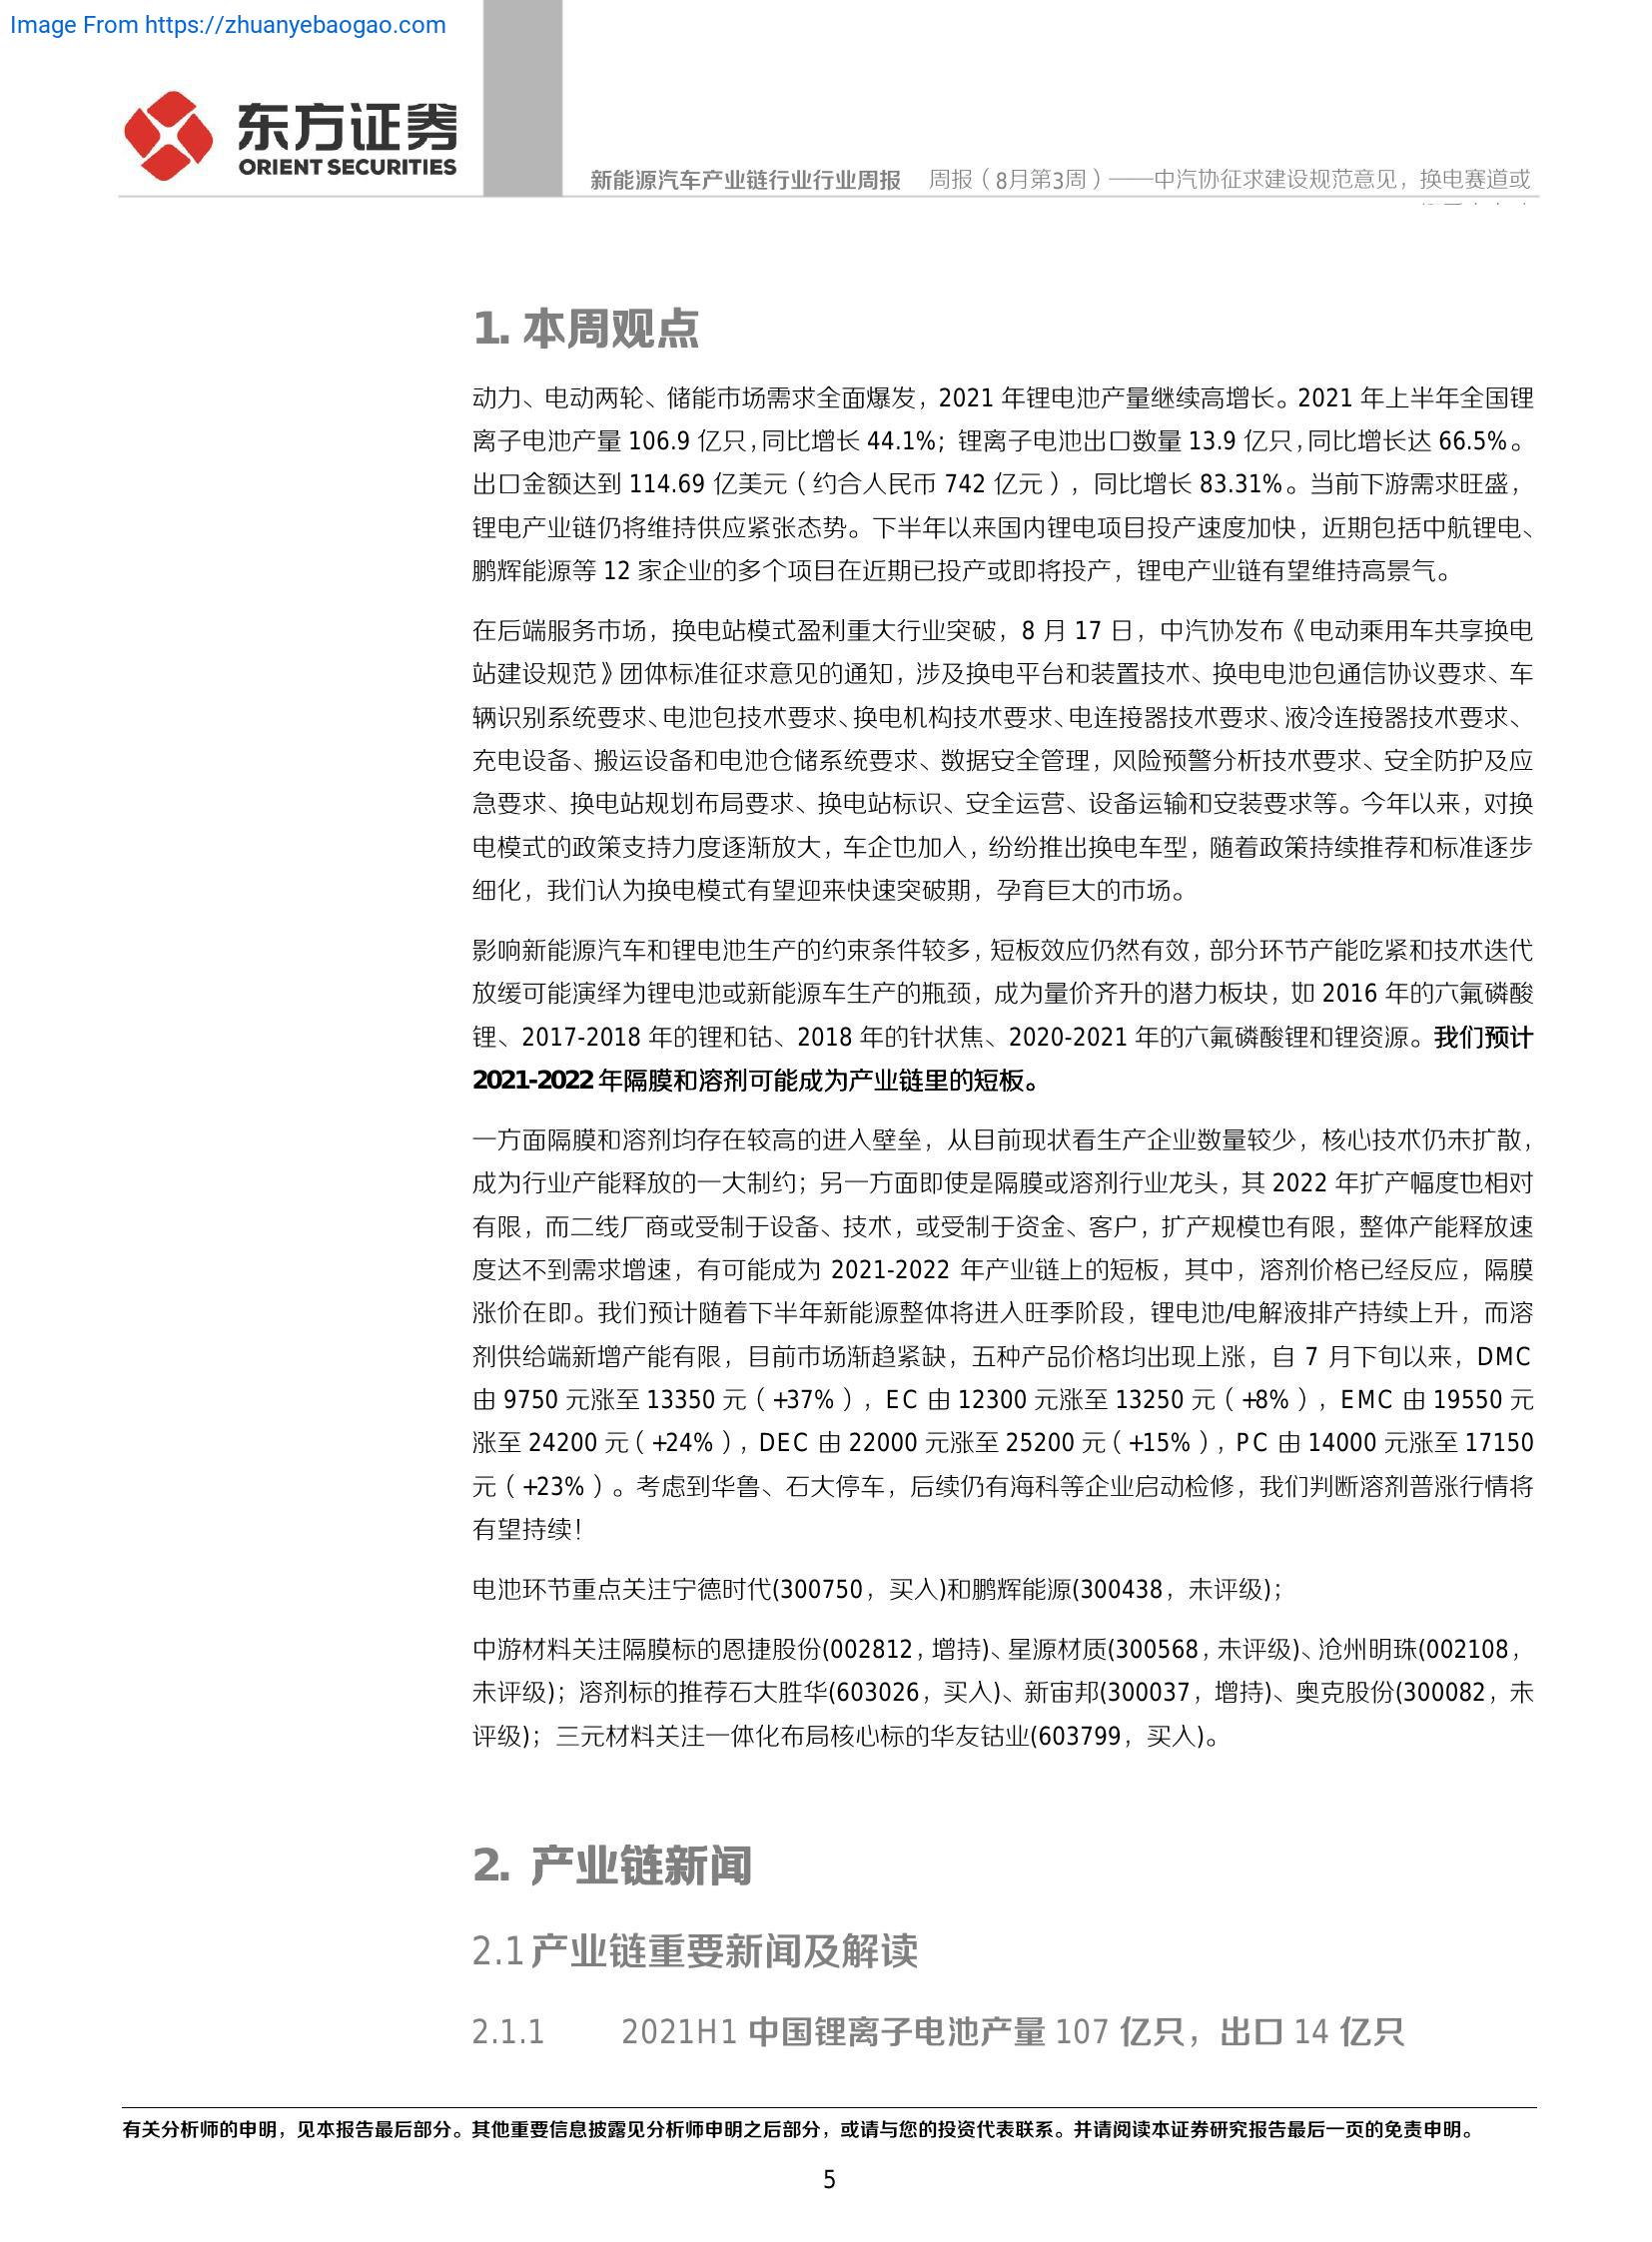 Image From https://zhuanyebaogao.com
东方证券
ORIENT SECURITIES
新能源汽车产业链行业行业周报 周报（8月第3周）——中汽协征求建设规范意见，换电赛道或
1. 本周观点
动力、电动两轮、储能市场需求全面爆发，2021 年锂电池产量继续高增长。2021 年上半年全国锂
离子电池产量 106.9 亿只，同比增长 44.1%；锂离子电池出口数量 13.9 亿只，同比增长达 66.5%。
出口金额达到 114.69 亿美元（约合人民币 742 亿元），同比增长 83.31%。当前下游需求旺盛，
锂电产业链仍将维持供应紧张态势。下半年以来国内锂电项目投产速度加快，近期包括中航锂电、
鹏辉能源等 12 家企业的多个项目在近期已投产或即将投产，锂电产业链有望维持高景气。
在后端服务市场，换电站模式盈利重大行业突破，8 月 17 日，中汽协发布《电动乘用车共享换电
站建设规范》团体标准征求意见的通知，涉及换电平台和装置技术、换电电池包通信协议要求、车
辆识别系统要求、电池包技术要求、换电机构技术要求、电连接器技术要求、液冷连接器技术要求、
充电设备、搬运设备和电池仓储系统要求、数据安全管理，风险预警分析技术要求、安全防护及应
急要求、换电站规划布局要求、换电站标识、安全运营、设备运输和安装要求等。今年以来，对换
电模式的政策支持力度逐渐放大，车企也加入，纷纷推出换电车型，随着政策持续推荐和标准逐步
细化，我们认为换电模式有望迎来快速突破期，孕育巨大的市场。
影响新能源汽车和锂电池生产的约束条件较多，短板效应仍然有效，部分环节产能吃紧和技术迭代
放缓可能演绎为锂电池或新能源车生产的瓶颈，成为量价齐升的潜力板块，如 2016 年的六氟磷酸
锂、2017-2018 年的锂和钴、2018 年的针状焦、2020-2021 年的六氟磷酸锂和锂资源。我们预计
2021-2022 年隔膜和溶剂可能成为产业链里的短板。
一方面隔膜和溶剂均存在较高的进入壁垒，从目前现状看生产企业数量较少，核心技术仍未扩散，
成为行业产能释放的一大制约；另一方面即使是隔膜或溶剂行业龙头，其 2022 年扩产幅度也相对
有限，而二线厂商或受制于设备、技术，或受制于资金、客户，扩产规模也有限，整体产能释放速
度达不到需求增速，有可能成为 2021-2022 年产业链上的短板，其中，溶剂价格已经反应，隔膜
涨价在即。我们预计随着下半年新能源整体将进入旺季阶段，锂电池/电解液排产持续上升，而溶
剂供给端新增产能有限，目前市场渐趋紧缺，五种产品价格均出现上涨，自 7 月下旬以来，DMC
由 9750 元涨至 13350 元（+37%），EC 由 12300 元涨至 13250 元（+8%），EMC 由 19550 元
涨至 24200 元（+24%），DEC 由 22000 元涨至 25200 元（+15%），PC 由 14000 元涨至 17150
元（+23%）。考虑到华鲁、石大停车，后续仍有海科等企业启动检修，我们判断溶剂普涨行情将
有望持续！
电池环节重点关注宁德时代(300750，买入)和鹏辉能源(300438，未评级)；
中游材料关注隔膜标的恩捷股份(002812，增持)、星源材质(300568，未评级)、沧州明珠(002108，
未评级)；溶剂标的推荐石大胜华(603026，买入)、新宙邦(300037，增持)、奥克股份(300082，未
评级)；三元材料关注一体化布局核心标的华友钴业(603799，买入)。
2. 产业链新闻
2.1产业链重要新闻及解读
2.1.1 2021H1 中国锂离子电池产量 107 亿只，出口 14 亿只
有关分析师的申明，见本报告最后部分。其他重要信息披露见分析师申明之后部分，或请与您的投资代表联系。并请阅读本证券研究报告最后一页的免责申明。
5